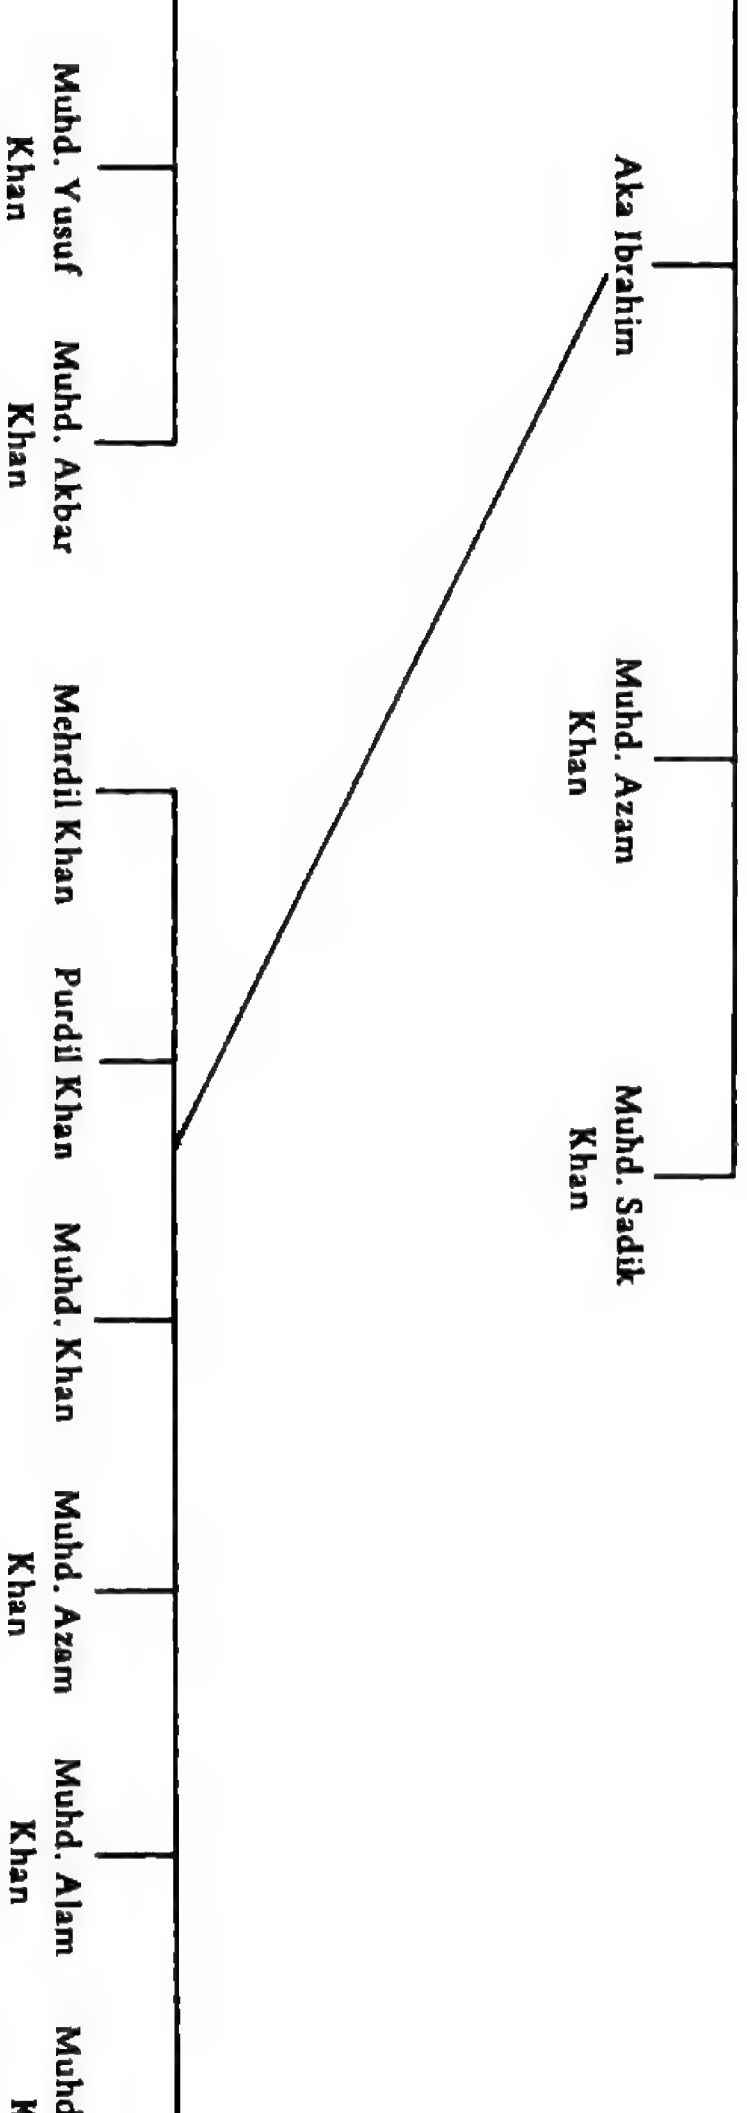 Aka Ibrahim
Muhd. Azam
Khan
Muhd. Sadik
Khan
Muhd. Yusuf
Khan
Muhd. Akbar
Khan
Mehrdil Khan
Purdil Khan
Muhd. Khan
Muhd. Azam
Khan
Muhd. Alam
Khan
Muhd